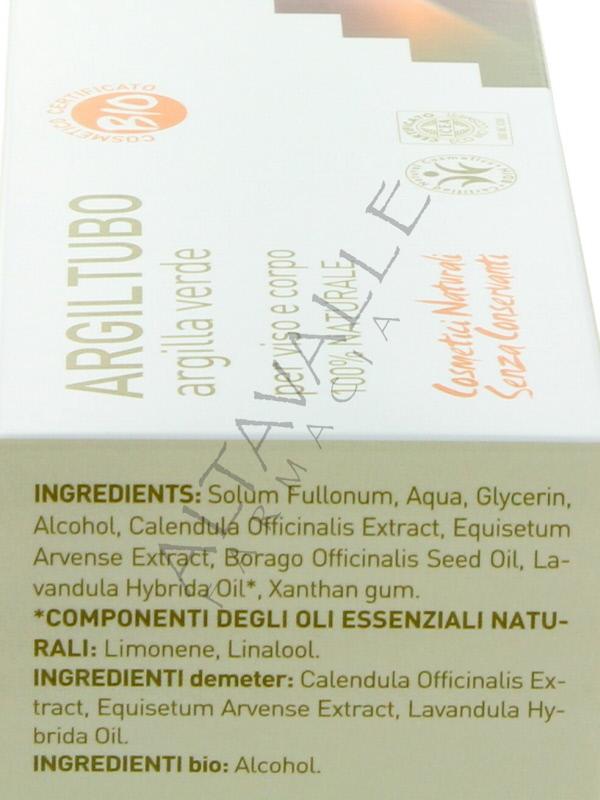 COSMETICO CERTIFICATO
BIO
ICEA
ARGILTUBO
argilla verde
per viso e corpo
100% NATURALE
Cosmetici Naturali
Senza Conservanti
ALTAVALLE
FARMACIA
INGREDIENTS: Solum Fullonum, Aqua, Glycerin,
Alcohol, Calendula Officinalis Extract, Equisetum
Arvense Extract, Borago Officinalis Seed Oil, La-
vandula Hybrida Oil*, Xanthan gum.
*COMPONENTI DEGLI OLI ESSENZIALI NATU-
RALI: Limonene, Linalool.
INGREDIENTI demeter: Calendula Officinalis Ex-
tract, Equisetum Arvense Extract, Lavandula Hy-
brida Oil.
INGREDIENTI bio: Alcohol.